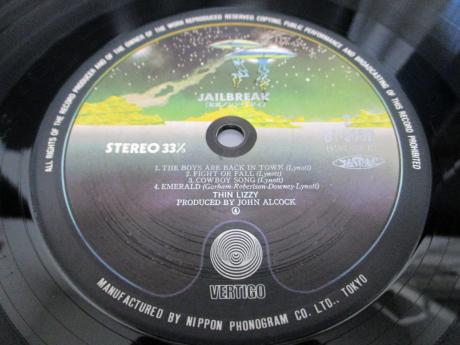 ALL RIGHTS OF THE RECORD PRODUCER AND OF THE OWNER OF THE WORK REPRODUCED RESERVED. COPYING, PUBLIC PERFORMANCE AND BROADCASTING OF THIS RECORD PROHIBITED
JAILBREAK
STEREO 33⅓
1. THE BOYS ARE BACK IN TOWN (Lynott)
2. FIGHT OR FALL (Lynott)
3. COWBOY SONG (Lynott)
4. EMERALD (Gorham-Robertson-Downey-Lynott)
THIN LIZZY
PRODUCED BY JOHN ALCOCK
④
VERTIGO
MANUFACTURED BY NIPPON PHONOGRAM CO. LTD., TOKYO